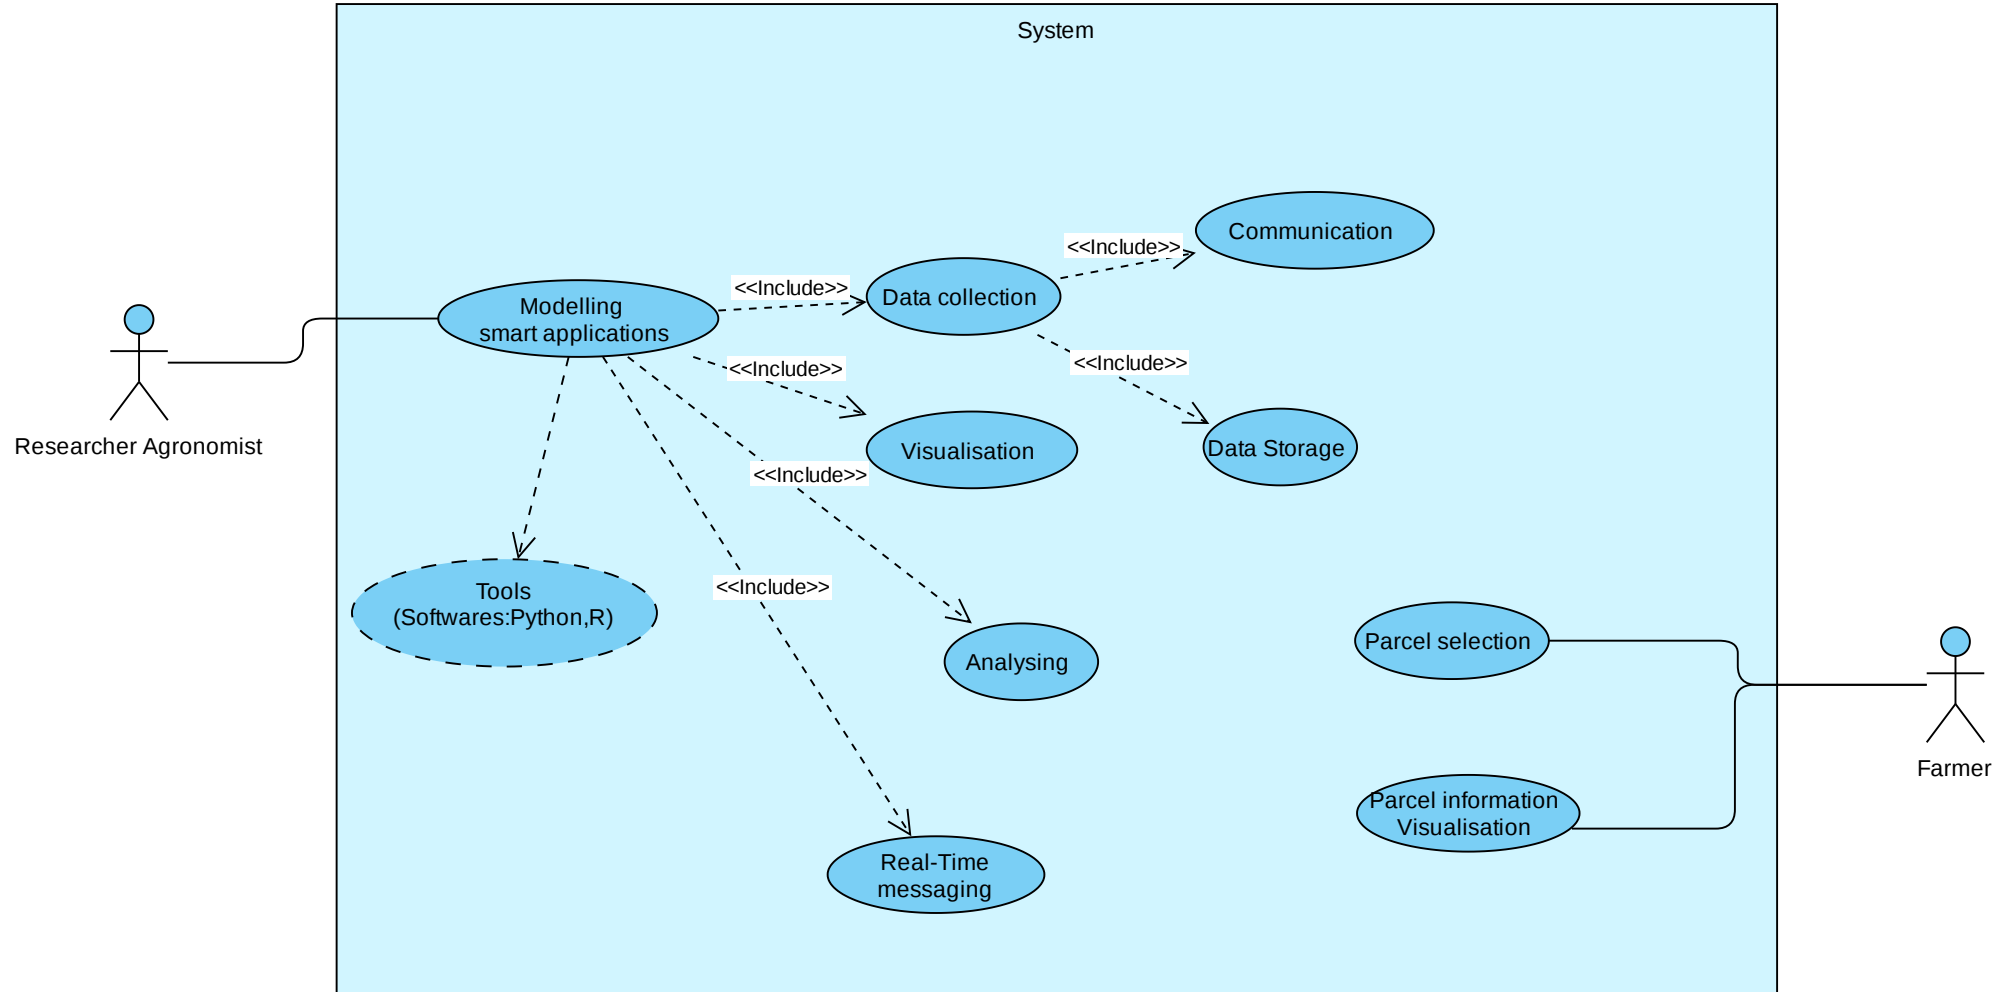 System
Communication
<<Include>>
<<Include>>
Data collection
Modelling
smart applications
<<Include>>
<<Include>>
Researcher Agronomist
Visualisation
Data Storage
<<Include>>
<<Include>>
Tools
(Softwares:Python,R)
Analysing
Parcel selection
Farmer
Parcel information
Visualisation
Real-Time
messaging